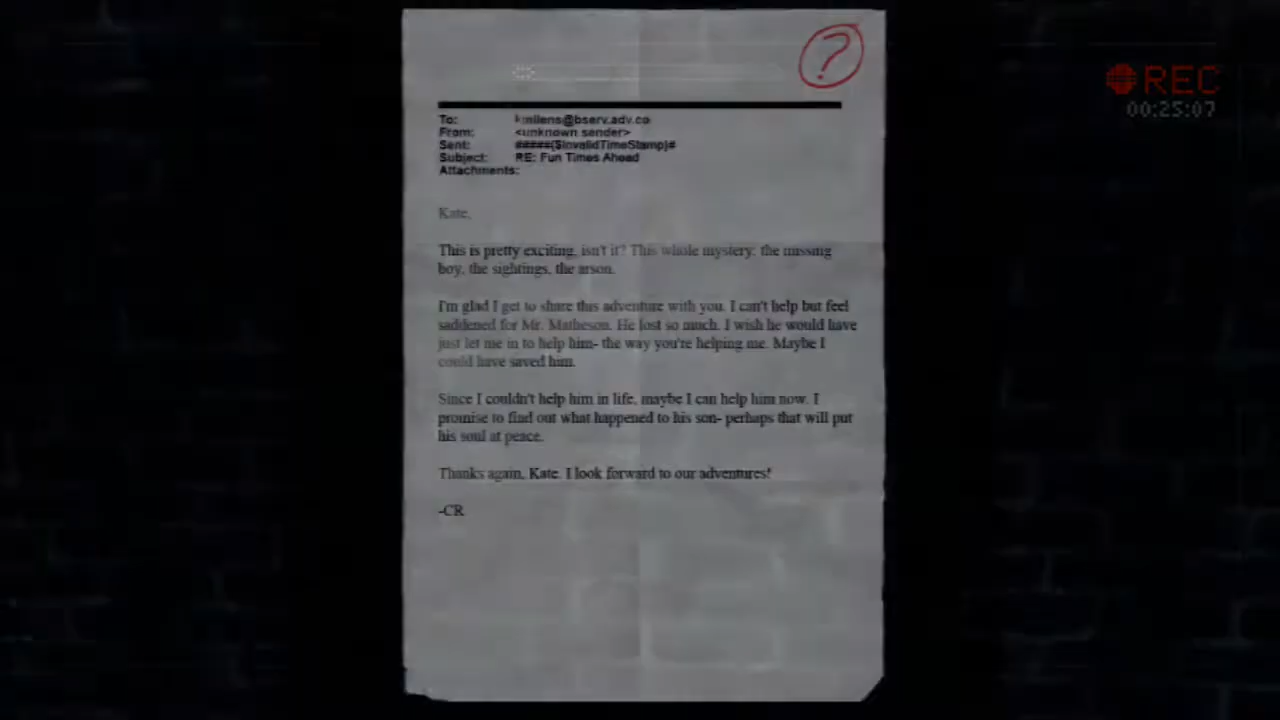 ?
REC
00:25:07
To: kmilens@bserv.adv.co
From: <unknown sender>
Sent: #####{$InvalidTimeStamp}#
Subject: RE: Fun Times Ahead
Attachments:
Kate,
This is pretty exciting, isn't it? This whole mystery: the missing
boy, the sightings, the arson.
I'm glad I get to share this adventure with you. I can't help but feel
saddened for Mr. Matheson. He lost so much. I wish he would have
just let me in to help him- the way you're helping me. Maybe I
could have saved him.
Since I couldn't help him in life, maybe I can help him now. I
promise to find out what happened to his son- perhaps that will put
his soul at peace.
Thanks again, Kate. I look forward to our adventures!
-CR